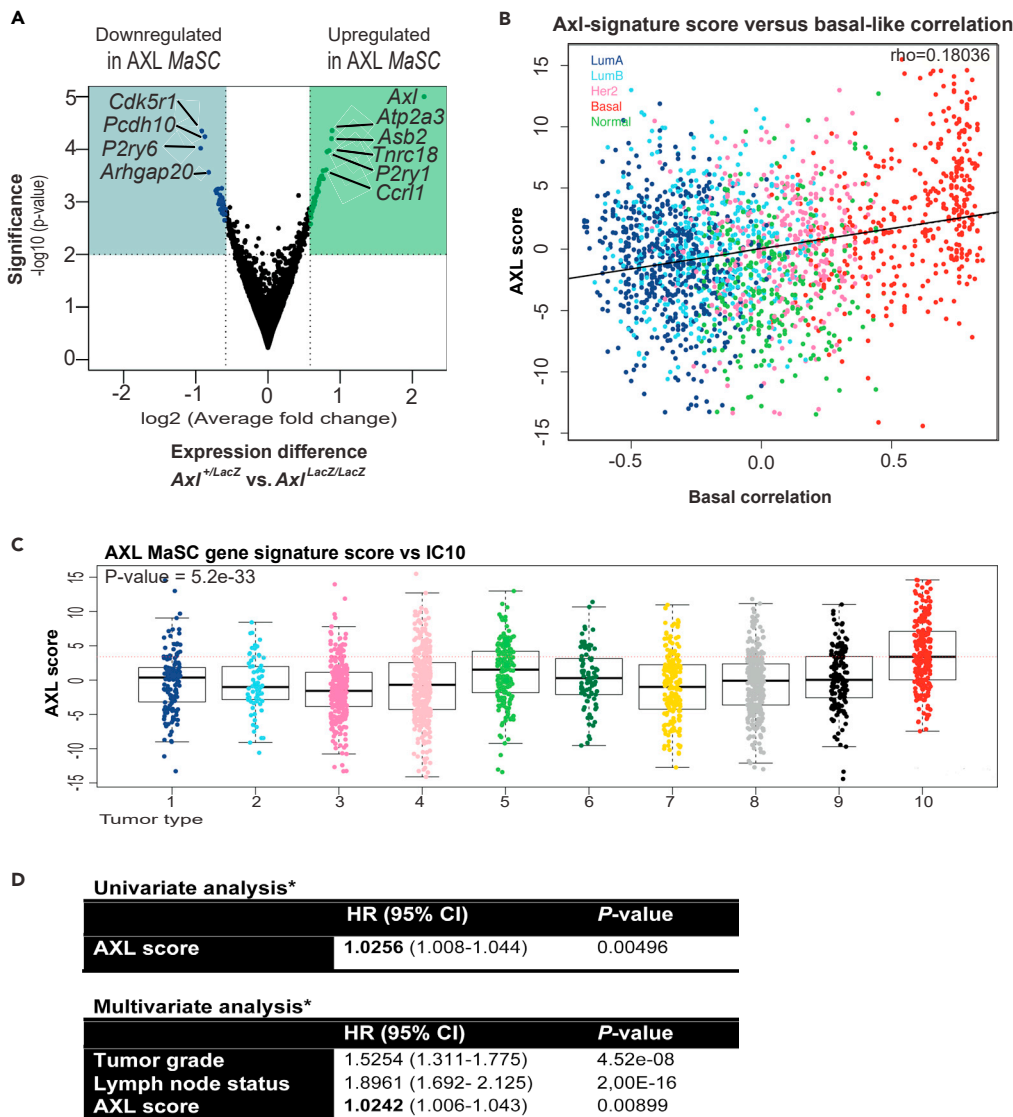 A
Downregulated
in AXL MaSC
Upregulated
in AXL MaSC
Significance
-log10 (p-value)
5
4
3
2
1
0
Cdk5r1
Pcdh10
P2ry6
Arhgap20
Axl
Atp2a3
Asb2
Tnrc18
P2ry1
Ccrl1
-2
-1
0
1
2
log2 (Average fold change)
Expression difference
Axl+/LacZ vs. AxlLacZ/LacZ
B
Axl-signature score versus basal-like correlation
rho=0.18036
LumA
LumB
Her2
Basal
Normal
AXL score
15
10
5
0
-5
-10
-15
-0.5
0.0
0.5
Basal correlation
C
AXL MaSC gene signature score vs IC10
P-value = 5.2e-33
AXL score
15
10
5
0
-5
-10
-15
1 2 3 4 5 6 7 8 9 10
Tumor type
D
Univariate analysis*
HR (95% CI) P-value
AXL score 1.0256 (1.008-1.044) 0.00496
Multivariate analysis*
HR (95% CI) P-value
Tumor grade 1.5254 (1.311-1.775) 4.52e-08
Lymph node status 1.8961 (1.692- 2.125) 2,00E-16
AXL score 1.0242 (1.006-1.043) 0.00899